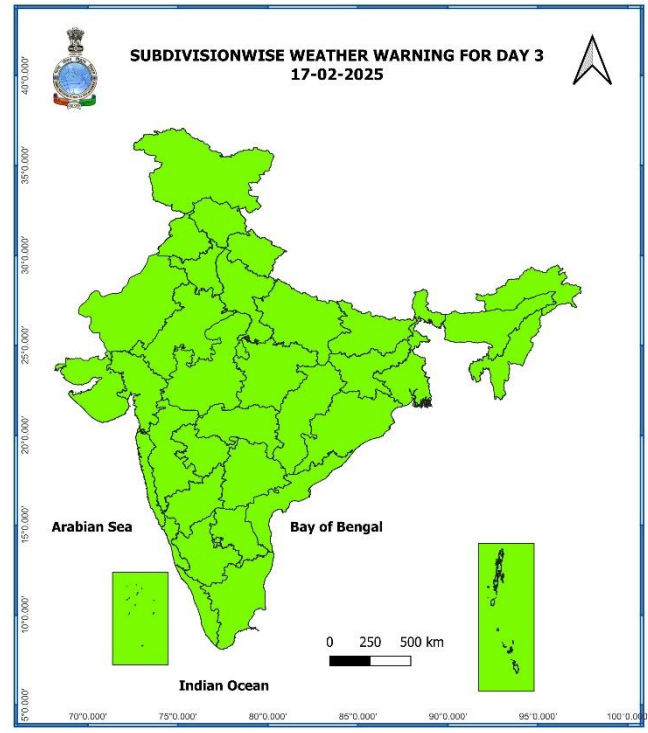 SUBDIVISIONWISE WEATHER WARNING FOR DAY 3
17-02-2025
40°0.000'
35°0.000'
30°0.000'
25°0.000'
20°0.000'
15°0.000'
10°0.000'
5°0.000'
Arabian Sea
Bay of Bengal
0 250 500 km
Indian Ocean
70°0.000' 75°0.000' 80°0.000' 85°0.000' 90°0.000' 95°0.000' 100°0.000